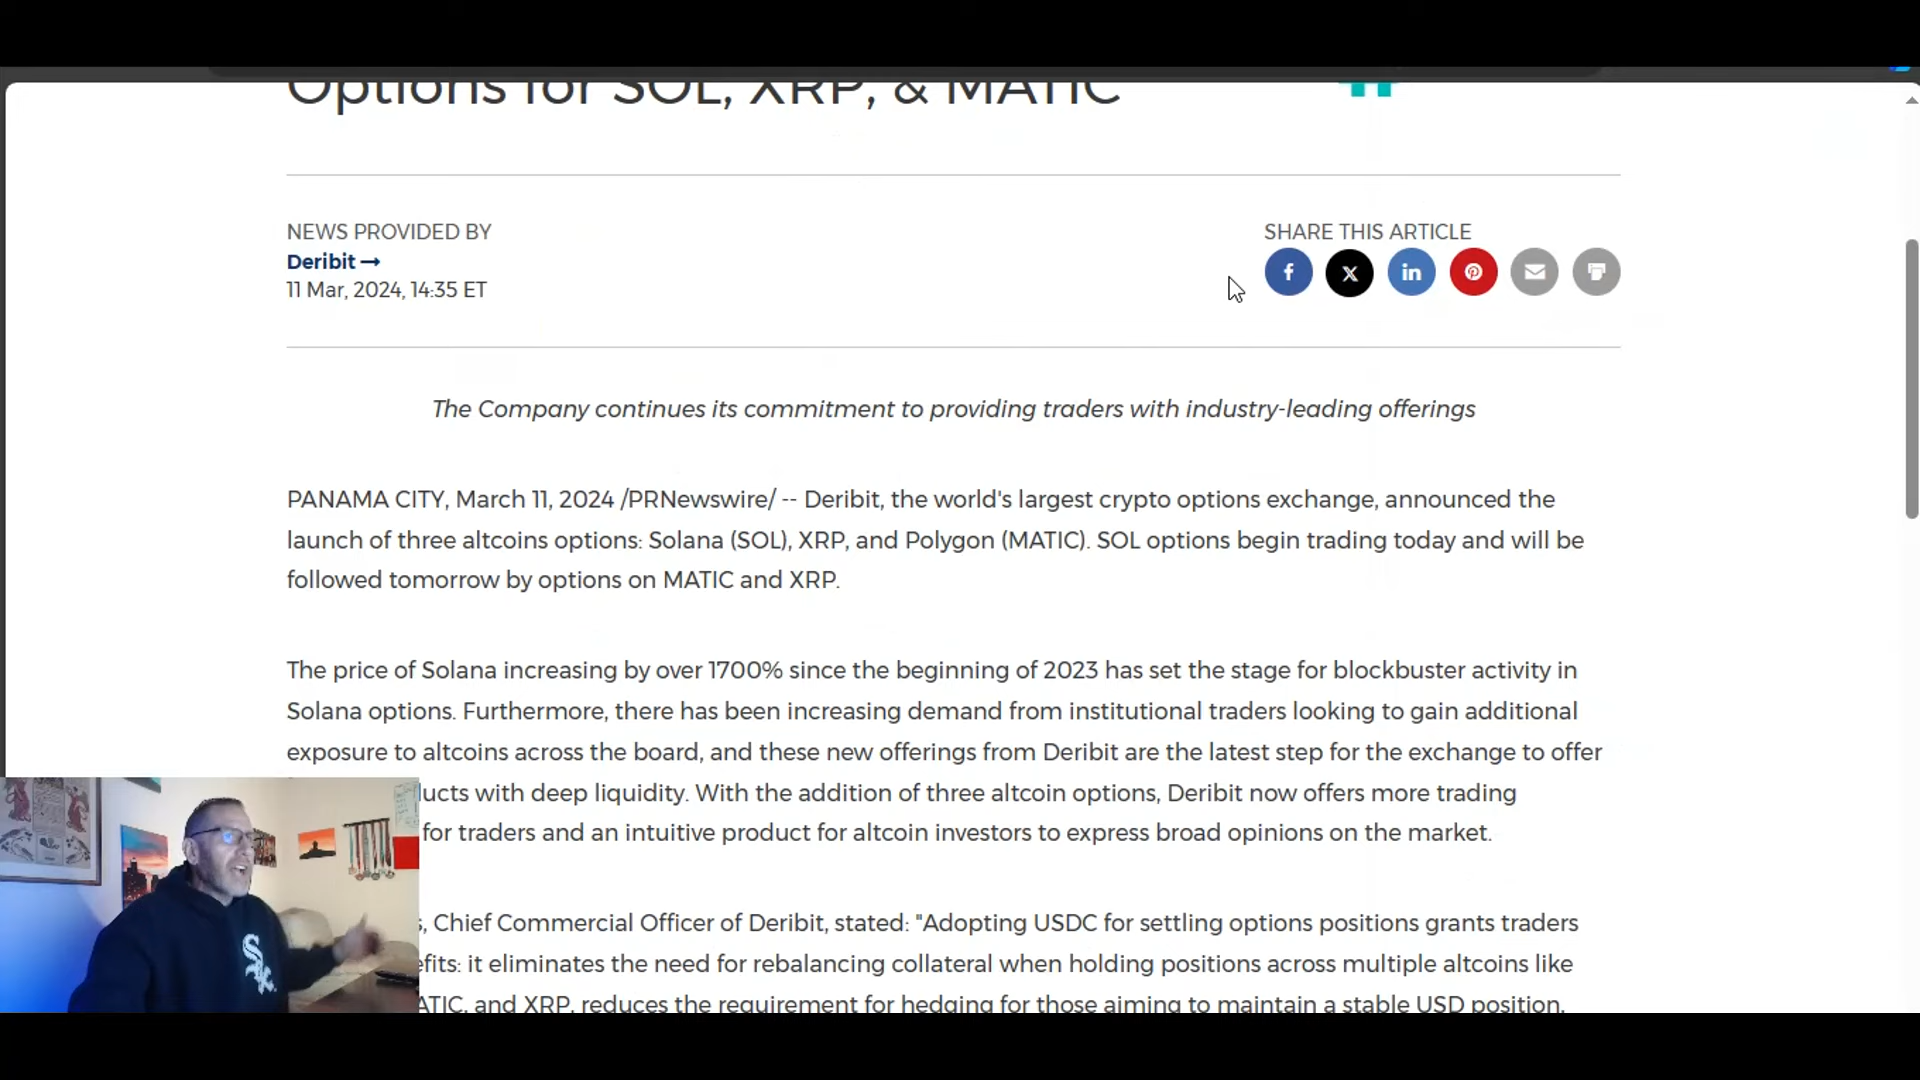 Options for SOL, XRP, & MATIC
NEWS PROVIDED BY
Deribit
11 Mar, 2024, 14:35 ET
SHARE THIS ARTICLE
The Company continues its commitment to providing traders with industry-leading offerings
PANAMA CITY, March 11, 2024 /PRNewswire/ -- Deribit, the world's largest crypto options exchange, announced the
launch of three altcoins options: Solana (SOL), XRP, and Polygon (MATIC). SOL options begin trading today and will be
followed tomorrow by options on MATIC and XRP.
The price of Solana increasing by over 1700% since the beginning of 2023 has set the stage for blockbuster activity in
Solana options. Furthermore, there has been increasing demand from institutional traders looking to gain additional
exposure to altcoins across the board, and these new offerings from Deribit are the latest step for the exchange to offer
with deep liquidity. With the addition of three altcoin options, Deribit now offers more trading
for traders and an intuitive product for altcoin investors to express broad opinions on the market.
Chief Commercial Officer of Deribit, stated: "Adopting USDC for settling options positions grants traders
it eliminates the need for rebalancing collateral when holding positions across multiple altcoins like
and XRP, reduces the requirement for hedging for those aiming to maintain a stable USD position,